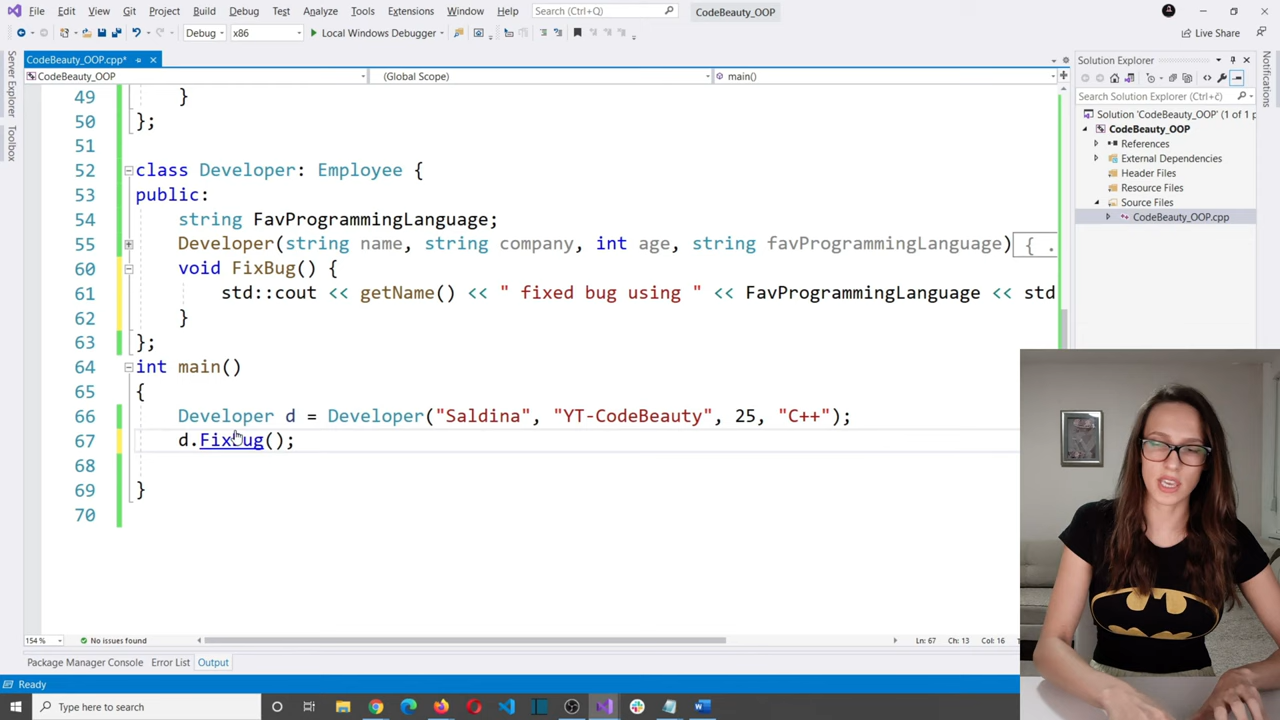 File Edit View Git Project Build Debug Test Analyze Tools Extensions Window Help Search (Ctrl+Q) CodeBeauty_OOP
Debug x86 Local Windows Debugger Live Share
CodeBeauty_OOP.cpp*
CodeBeauty_OOP (Global Scope) main()
49 }
50 };
51
52 class Developer: Employee {
53 public:
54 string FavProgrammingLanguage;
55 Developer(string name, string company, int age, string favProgrammingLanguage) { .
60 void FixBug() {
61 std::cout << getName() << " fixed bug using " << FavProgrammingLanguage << std
62 }
63 };
64 int main()
65 {
66 Developer d = Developer("Saldina", "YT-CodeBeauty", 25, "C++");
67 d.FixBug();
68
69 }
70
154 % No issues found Ln: 67 Ch: 13 Col: 16
Package Manager Console Error List Output
Ready
Type here to search
Server Explorer
Toolbox
Solution Explorer
Search Solution Explorer (Ctrl+č)
Solution 'CodeBeauty_OOP' (1 of 1 p
CodeBeauty_OOP
References
External Dependencies
Header Files
Resource Files
Source Files
CodeBeauty_OOP.cpp
Notifications